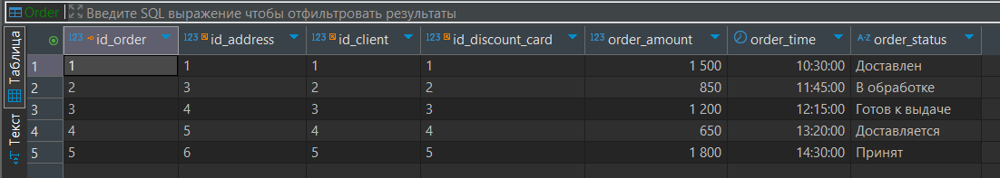 Order Введите SQL выражение чтобы отфильтровать результаты
Таблица
Текст
123 id_order 123 id_address 123 id_client 123 id_discount_card 123 order_amount order_time A-Z order_status
1 1 1 1 1 1 500 10:30:00 Доставлен
2 2 3 2 2 850 11:45:00 В обработке
3 3 4 3 3 1 200 12:15:00 Готов к выдаче
4 4 5 4 4 650 13:20:00 Доставляется
5 5 6 5 5 1 800 14:30:00 Принят